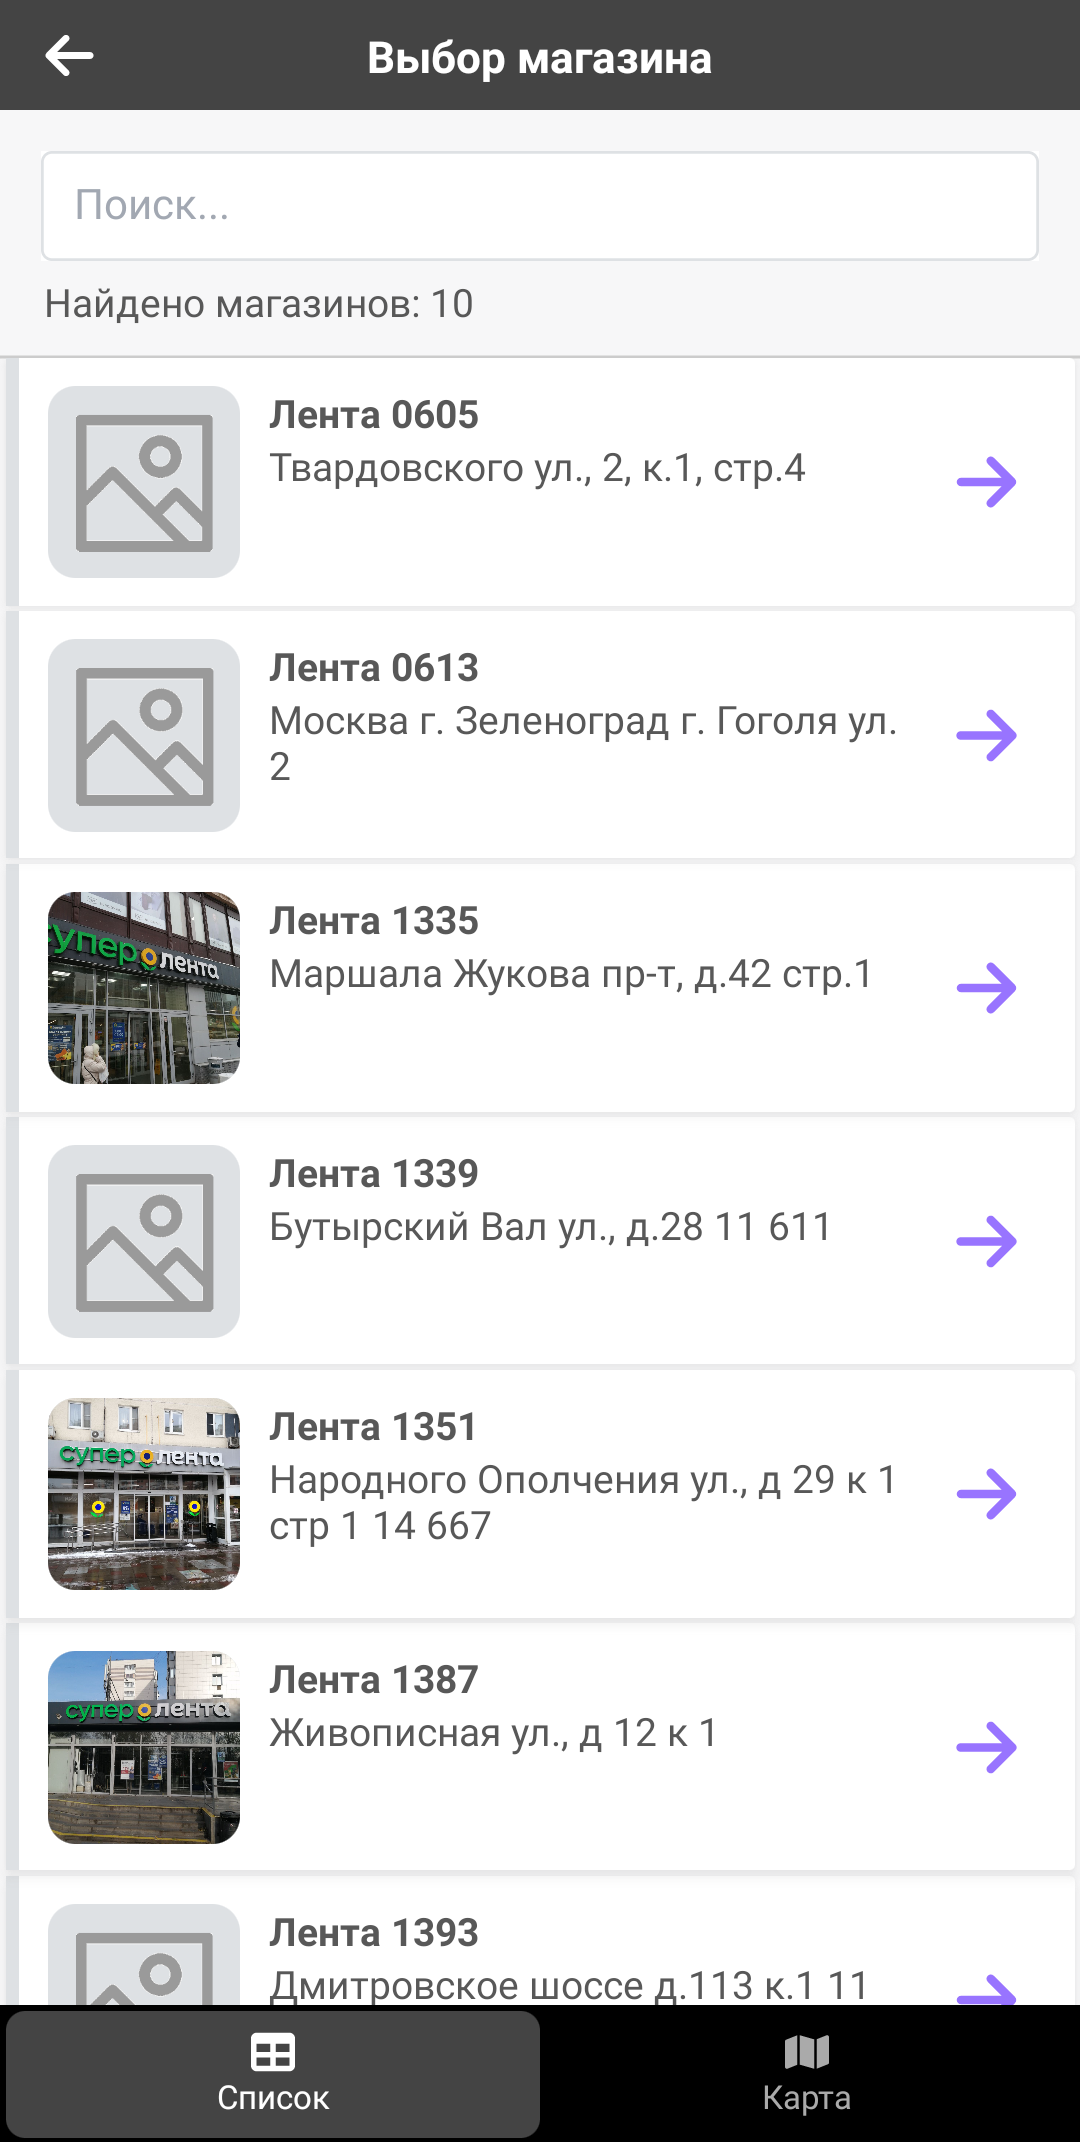 Выбор магазина
Поиск...
Найдено магазинов: 10
Лента 0605
Твардовского ул., 2, к.1, стр.4
Лента 0613
Москва г. Зеленоград г. Гоголя ул.
2
супер лента
Лента 1335
Маршала Жукова пр-т, д.42 стр.1
Лента 1339
Бутырский Вал ул., д.28 11 611
супер лента
Лента 1351
Народного Ополчения ул., д 29 к 1
стр 1 14 667
супер лента
Лента 1387
Живописная ул., д 12 к 1
Лента 1393
Дмитровское шоссе д.113 к.1 11
Список
Карта